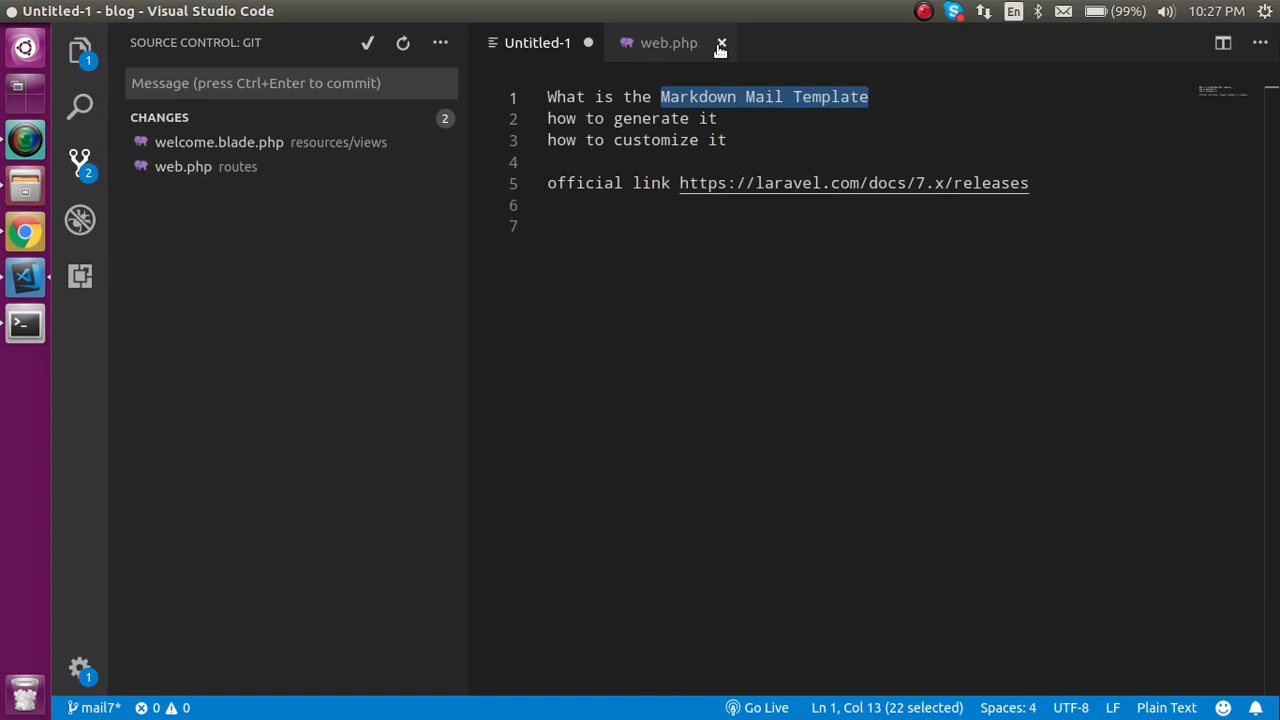 Untitled-1 - blog - Visual Studio Code
En
(99%)
10:27 PM
SOURCE CONTROL: GIT
Untitled-1
web.php
1
Message (press Ctrl+Enter to commit)
CHANGES
2
welcome.blade.php resources/views
web.php routes
2
1 What is the Markdown Mail Template
2 how to generate it
3 how to customize it
4
5 official link https://laravel.com/docs/7.x/releases
6
7
1
mail7*
0
0
Go Live
Ln 1, Col 13 (22 selected)
Spaces: 4
UTF-8
LF
Plain Text